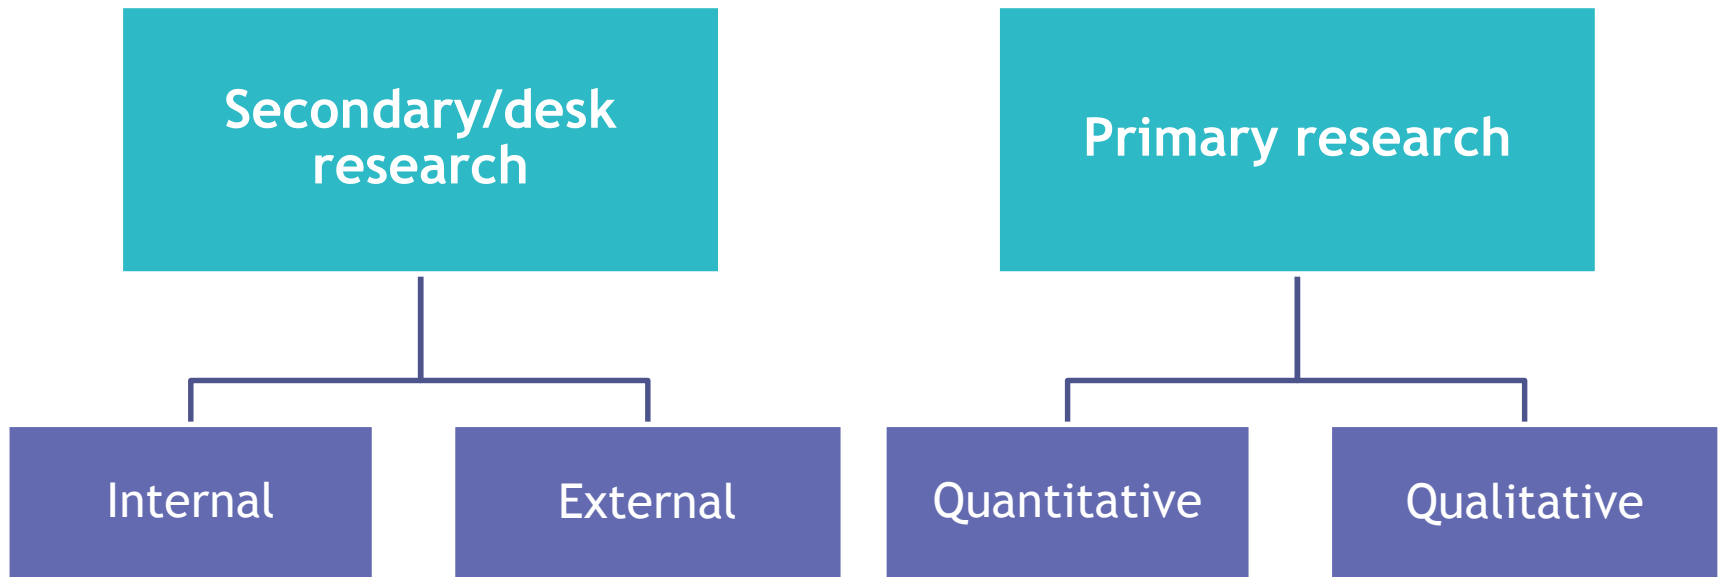 Secondary/desk
research
Primary research
Internal
External
Quantitative
Qualitative